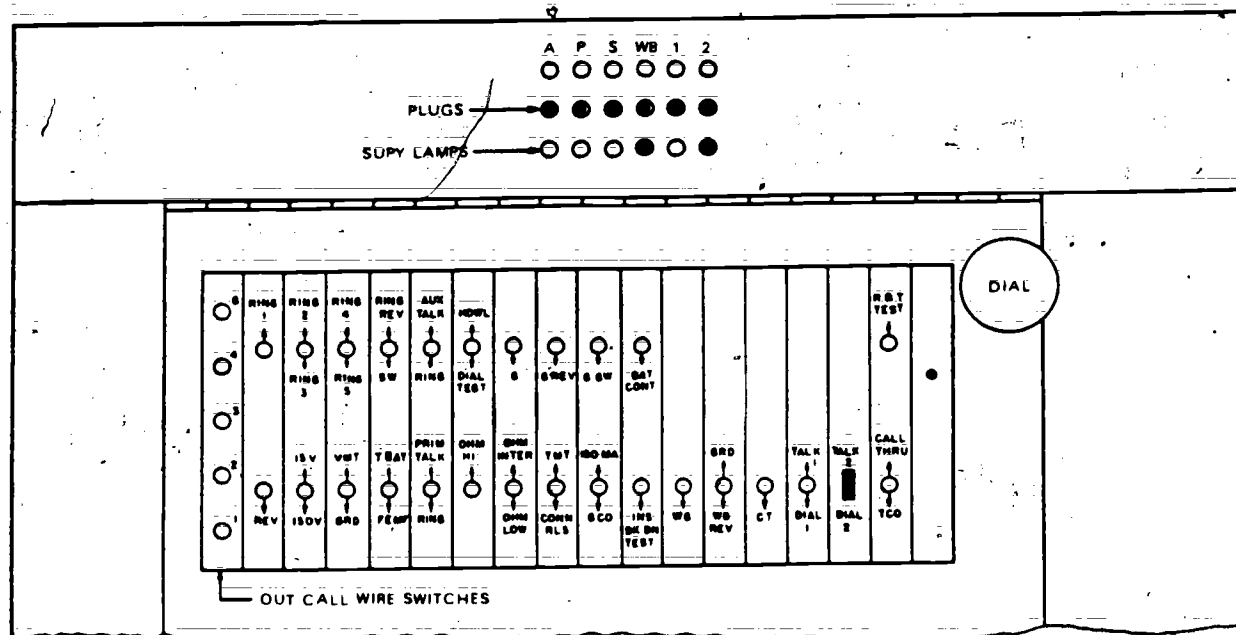 A P S WB 1 2
PLUGS
SUPY LAMPS
DIAL
6
4
3
2
1
RING 1
RING 2
RING 4
RING REV
AUX TALK
HOWL
R.B.T TEST
RING 3
RING 5
SW
RING
DIAL TEST
S
S REV
S SW
BAT CONT
15V
VMT
T BAT
PRIM TALK
OHM HI
OHM INTER
TMT
100 MA
GRD
TALK 1
TALK 2
CALL THRU
REV
150V
GRD
FEMF
RING
OHM LOW
CONN RLS
SCO
INS BK DN TEST
WB
WB REV
CT
DIAL 1
DIAL 2
TCO
OUT CALL WIRE SWITCHES